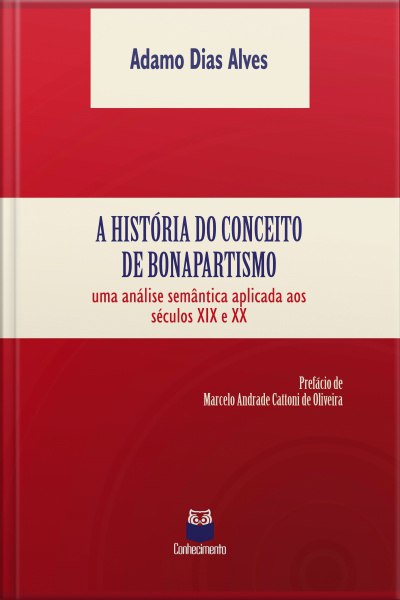 Adamo Dias Alves
A HISTÓRIA DO CONCEITO
DE BONAPARTISMO
uma análise semântica aplicada aos
séculos XIX e XX
Prefácio de
Marcelo Andrade Cattoni de Oliveira
Conhecimento